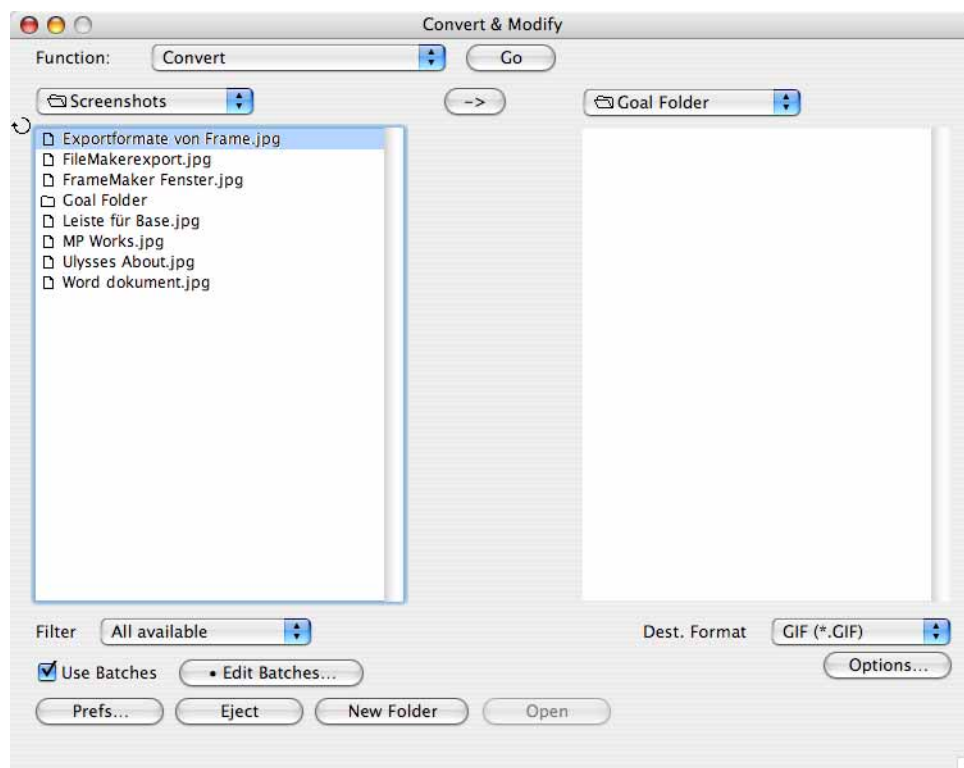 Convert & Modify
Function: Convert Go
Screenshots -> Goal Folder
Exportformate von Frame.jpg
FileMakerexport.jpg
FrameMaker Fenster.jpg
Goal Folder
Leiste für Base.jpg
MP Works.jpg
Ulysses About.jpg
Word dokument.jpg
Filter All available Dest. Format GIF (*.GIF)
Use Batches • Edit Batches... Options...
Prefs... Eject New Folder Open